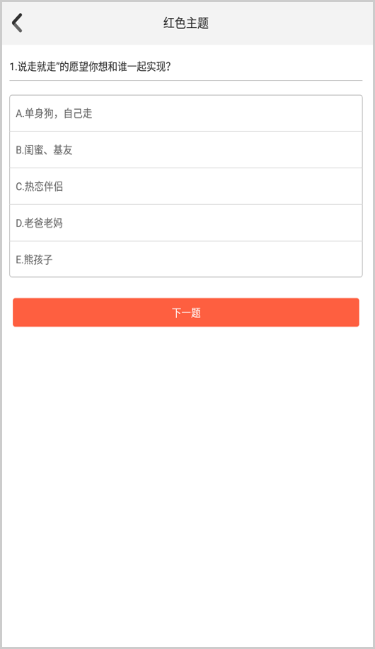 红色主题
1.说走就走"的愿望你想和谁一起实现?
A.单身狗，自己走
B.闺蜜、基友
C.热恋伴侣
D.老爸老妈
E.熊孩子
下一题